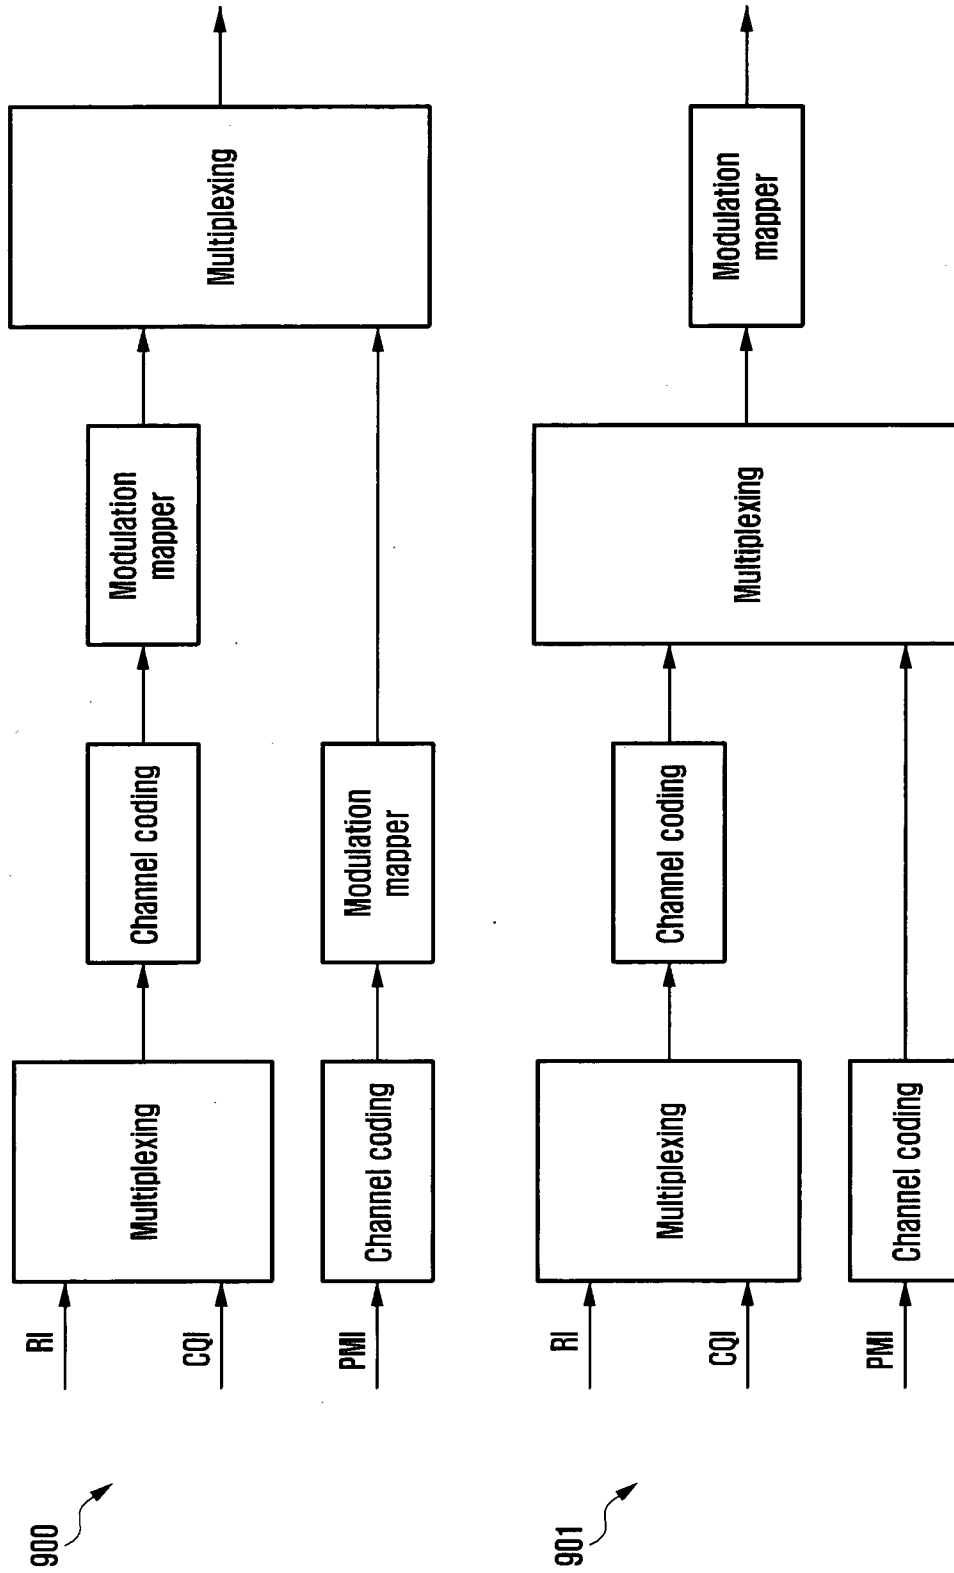 900
RI
CQI
PMI
Multiplexing
Channel coding
Channel coding
Modulation
mapper
Modulation
mapper
Multiplexing
901
RI
CQI
PMI
Multiplexing
Channel coding
Channel coding
Multiplexing
Modulation
mapper